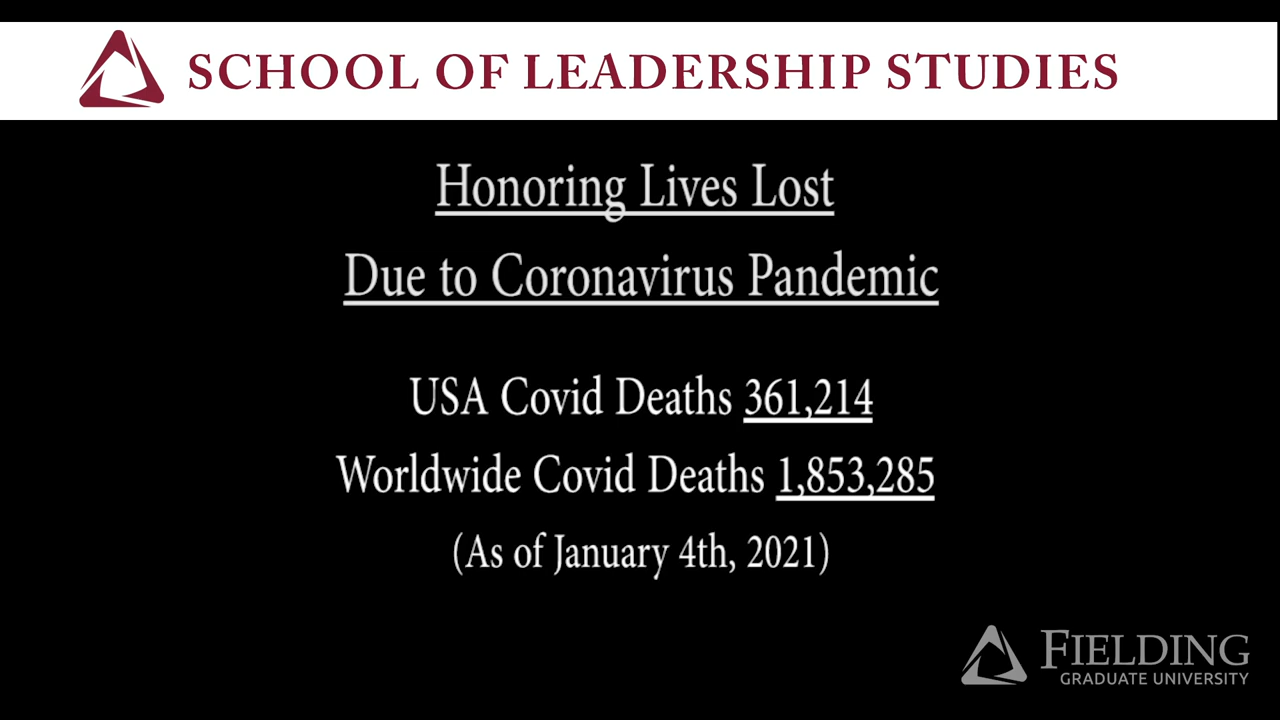 SCHOOL OF LEADERSHIP STUDIES
Honoring Lives Lost
Due to Coronavirus Pandemic
USA Covid Deaths 361,214
Worldwide Covid Deaths 1,853,285
(As of January 4th, 2021)
FIELDING
GRADUATE UNIVERSITY